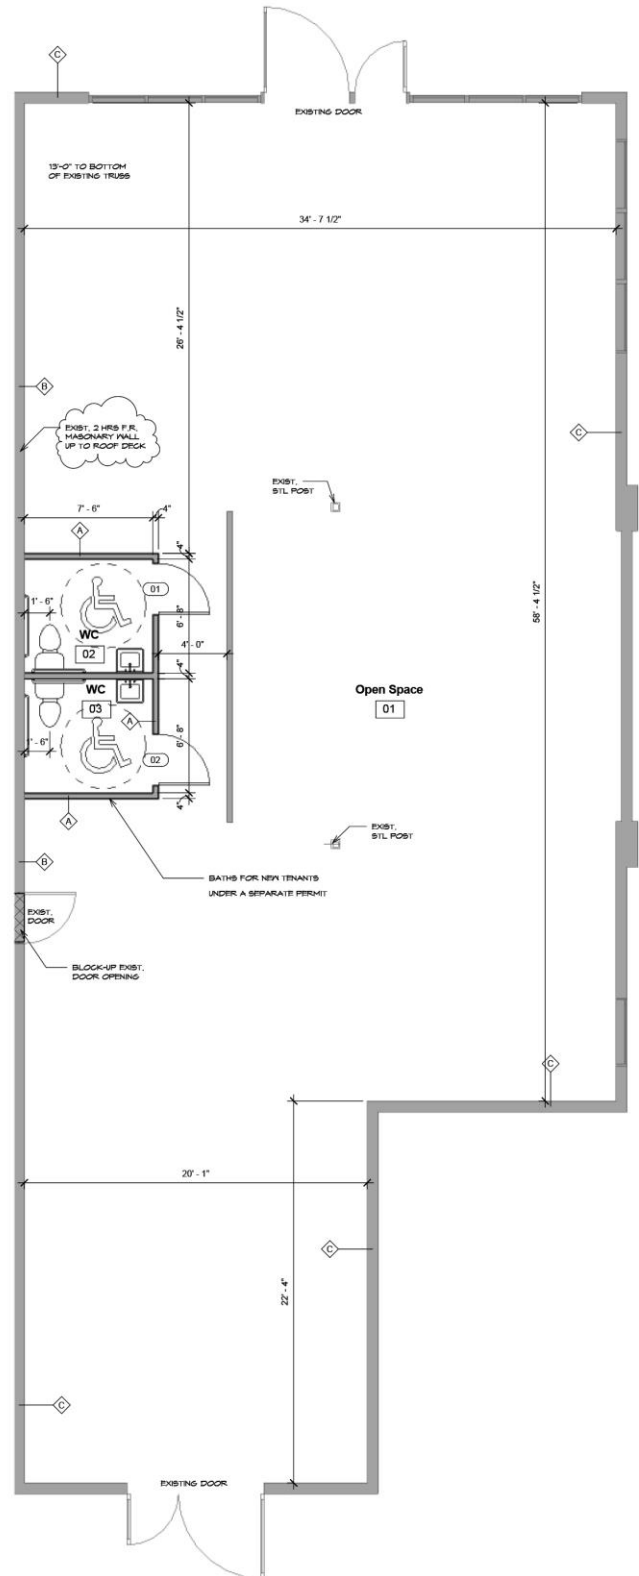 C
EXISTING DOOR
13'-0" TO BOTTOM
OF EXISTING TRUSS
34' - 7 1/2"
26' - 4 1/2"
B
EXIST. 2 HRS F.R.
MASONARY WALL
UP TO ROOF DECK
C
EXIST.
STL POST
7' - 6"
4"
A
4"
01
1' - 6"
6' - 8"
58' - 4 1/2"
WC
02
4' - 0"
4"
WC
03
Open Space
01
A
6' - 8"
1' - 6"
02
4"
A
EXIST.
STL POST
B
BATHS FOR NEW TENANTS
UNDER A SEPARATE PERMIT
EXIST.
DOOR
BLOCK-UP EXIST.
DOOR OPENING
C
20' - 1"
C
22' - 4"
C
EXISTING DOOR